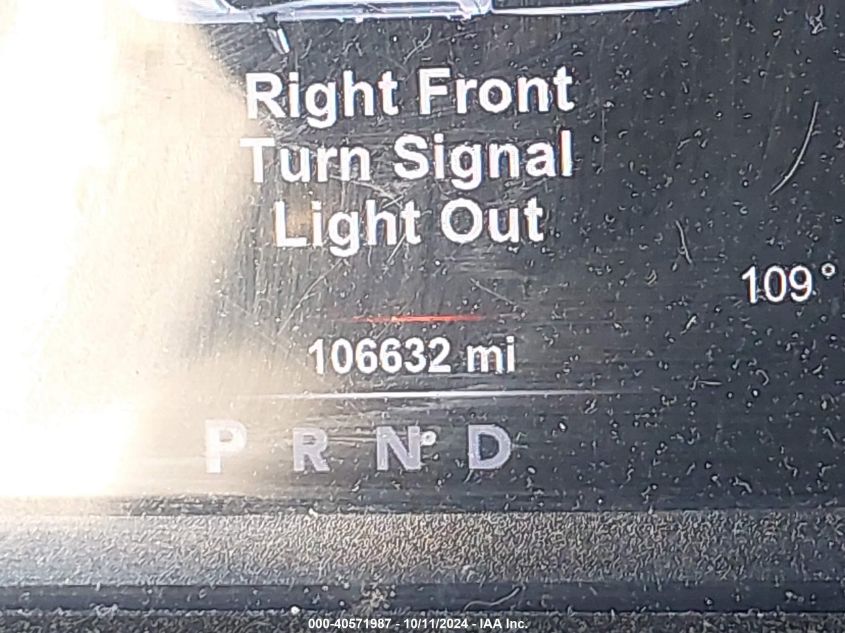 Right Front
Turn Signal
Light Out
109°
106632 mi
P R N D
000-40571987 - 10/11/2024 - IAA Inc.